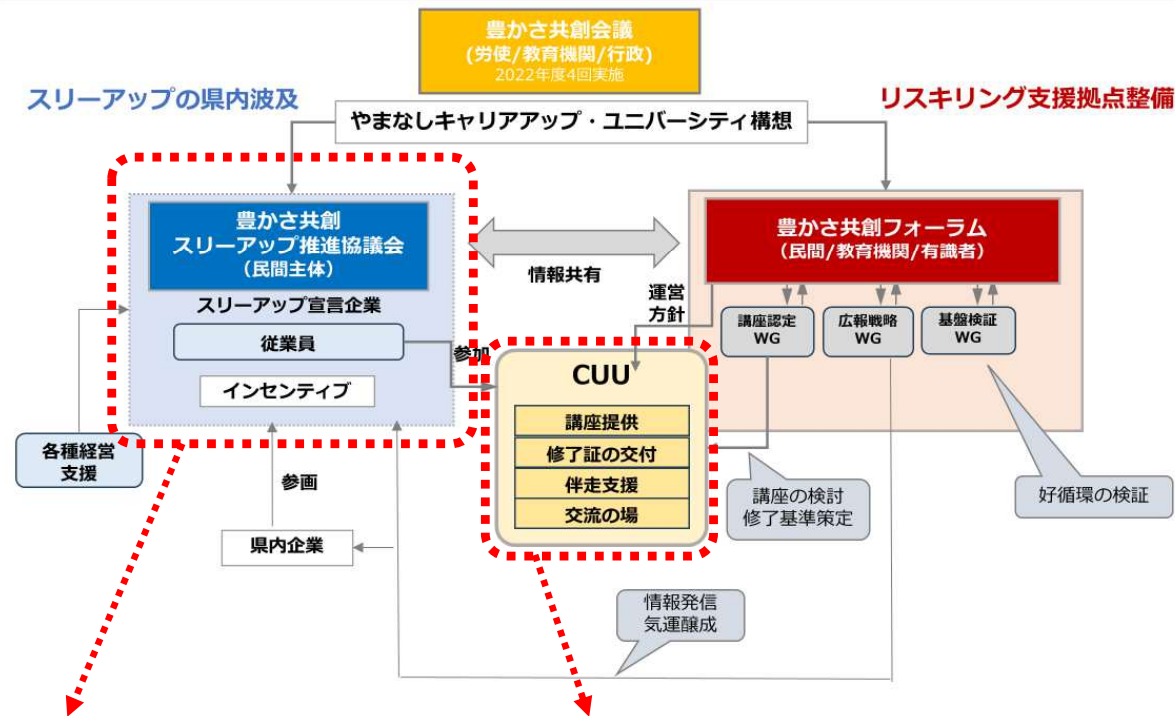 豊かさ共創会議
(労使/教育機関/行政)
2022年度4回実施
スリーアップの県内波及
リスキリング支援拠点整備
やまなしキャリアアップ・ユニバーシティ構想
豊かさ共創
スリーアップ推進協議会
（民間主体）
スリーアップ宣言企業
従業員
インセンティブ
情報共有
豊かさ共創フォーラム
(民間/教育機関/有識者)
運営
方針
講座認定
WG
広報戦略
WG
基盤検証
WG
参加
CUU
講座提供
修了証の交付
伴走支援
交流の場
各種経営
支援
参画
県内企業
講座の検討
修了基準策定
好循環の検証
情報発信
気運醸成